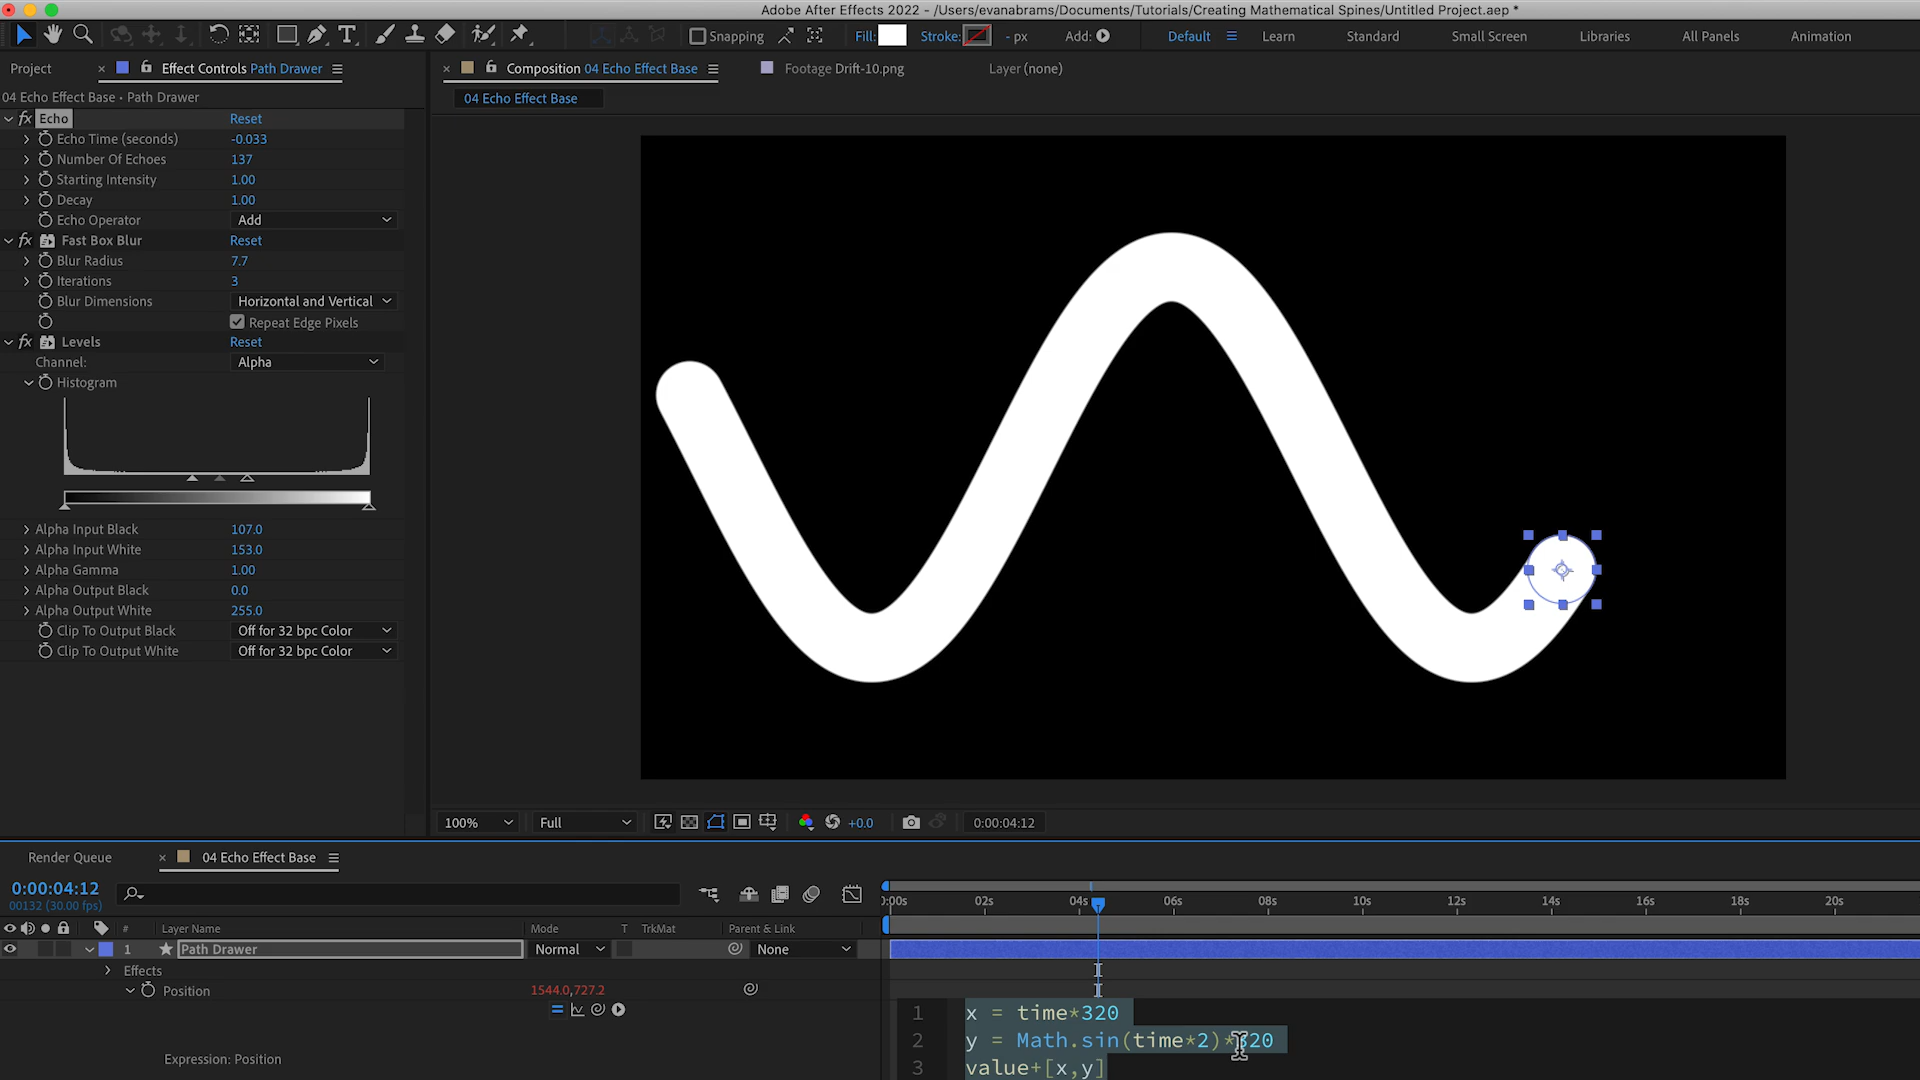 Adobe After Effects 2022 - /Users/evanabrams/Documents/Tutorials/Creating Mathematical Spines/Untitled Project.aep *
Snapping
Fill:
Stroke:
- px
Add:
Default
Learn
Standard
Small Screen
Libraries
All Panels
Animation
Project
Effect Controls Path Drawer
Composition 04 Echo Effect Base
Footage Drift-10.png
Layer (none)
04 Echo Effect Base • Path Drawer
04 Echo Effect Base
fx Echo Reset
Echo Time (seconds) -0.033
Number Of Echoes 137
Starting Intensity 1.00
Decay 1.00
Echo Operator Add
fx Fast Box Blur Reset
Blur Radius 7.7
Iterations 3
Blur Dimensions Horizontal and Vertical
Repeat Edge Pixels
fx Levels Reset
Channel: Alpha
Histogram
Alpha Input Black 107.0
Alpha Input White 153.0
Alpha Gamma 1.00
Alpha Output Black 0.0
Alpha Output White 255.0
Clip To Output Black Off for 32 bpc Color
Clip To Output White Off for 32 bpc Color
100% Full +0.0 0:00:04:12
Render Queue
04 Echo Effect Base
0:00:04:12
00132 (30.00 fps)
:00s 02s 04s 06s 08s 10s 12s 14s 16s 18s 20s
# Layer Name Mode T TrkMat Parent & Link
1 Path Drawer Normal None
Effects
Position 1544.0,727.2
Expression: Position
1 x = time*320
2 y = Math.sin(time*2)*320
3 value+[x,y]